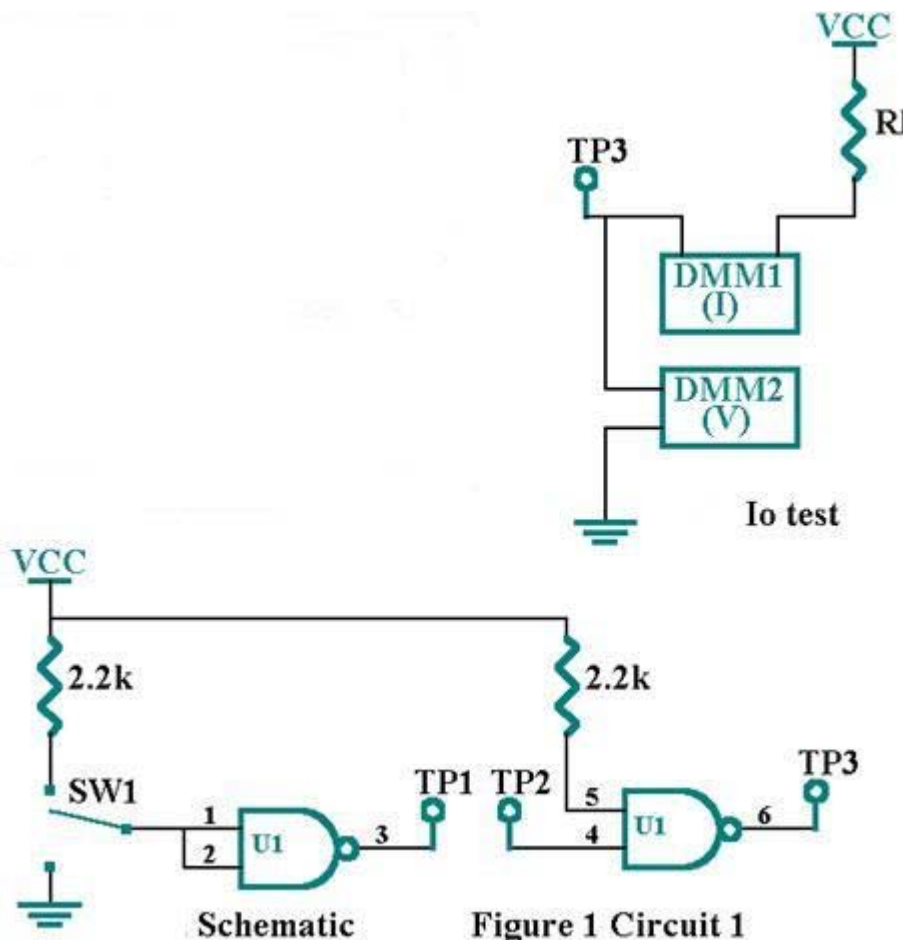 VCC
Rl
TP3
DMM1
(I)
DMM2
(V)
Io test
VCC
2.2k
2.2k
SW1
TP1
TP2
TP3
1
2
U1
3
5
4
U1
6
Schematic
Figure 1 Circuit 1